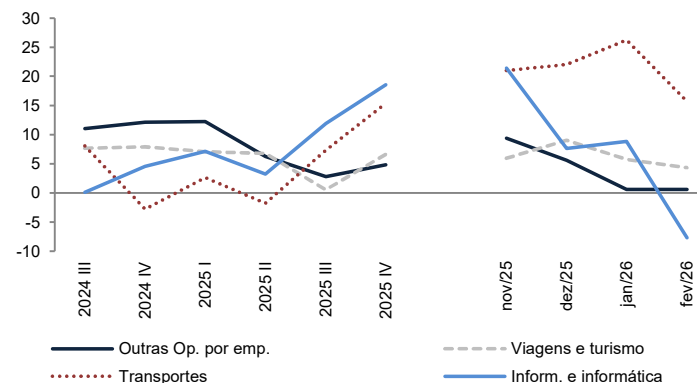 30
25
20
15
10
5
0
-5
-10
2024 III
2024 IV
2025 I
2025 II
2025 III
2025 IV
nov/25
dez/25
jan/26
fev/26
Outras Op. por emp.
Viagens e turismo
Transportes
Inform. e informática